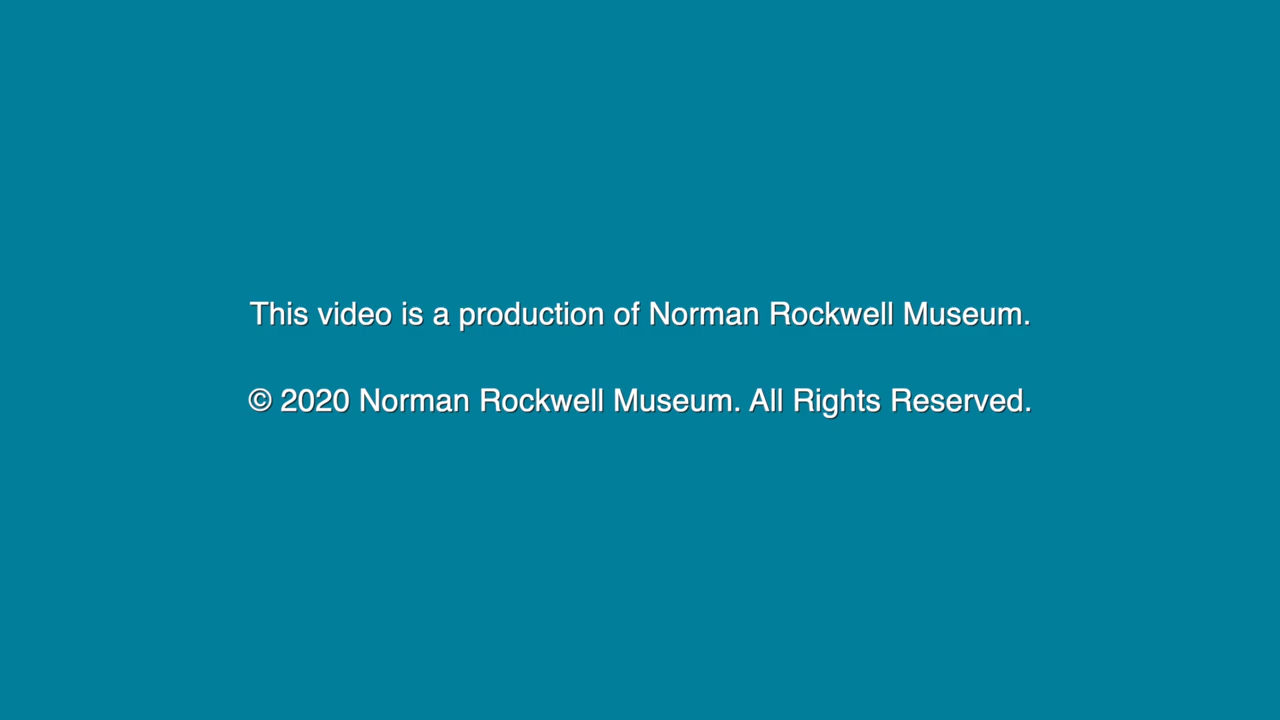 This video is a production of Norman Rockwell Museum.
© 2020 Norman Rockwell Museum. All Rights Reserved.